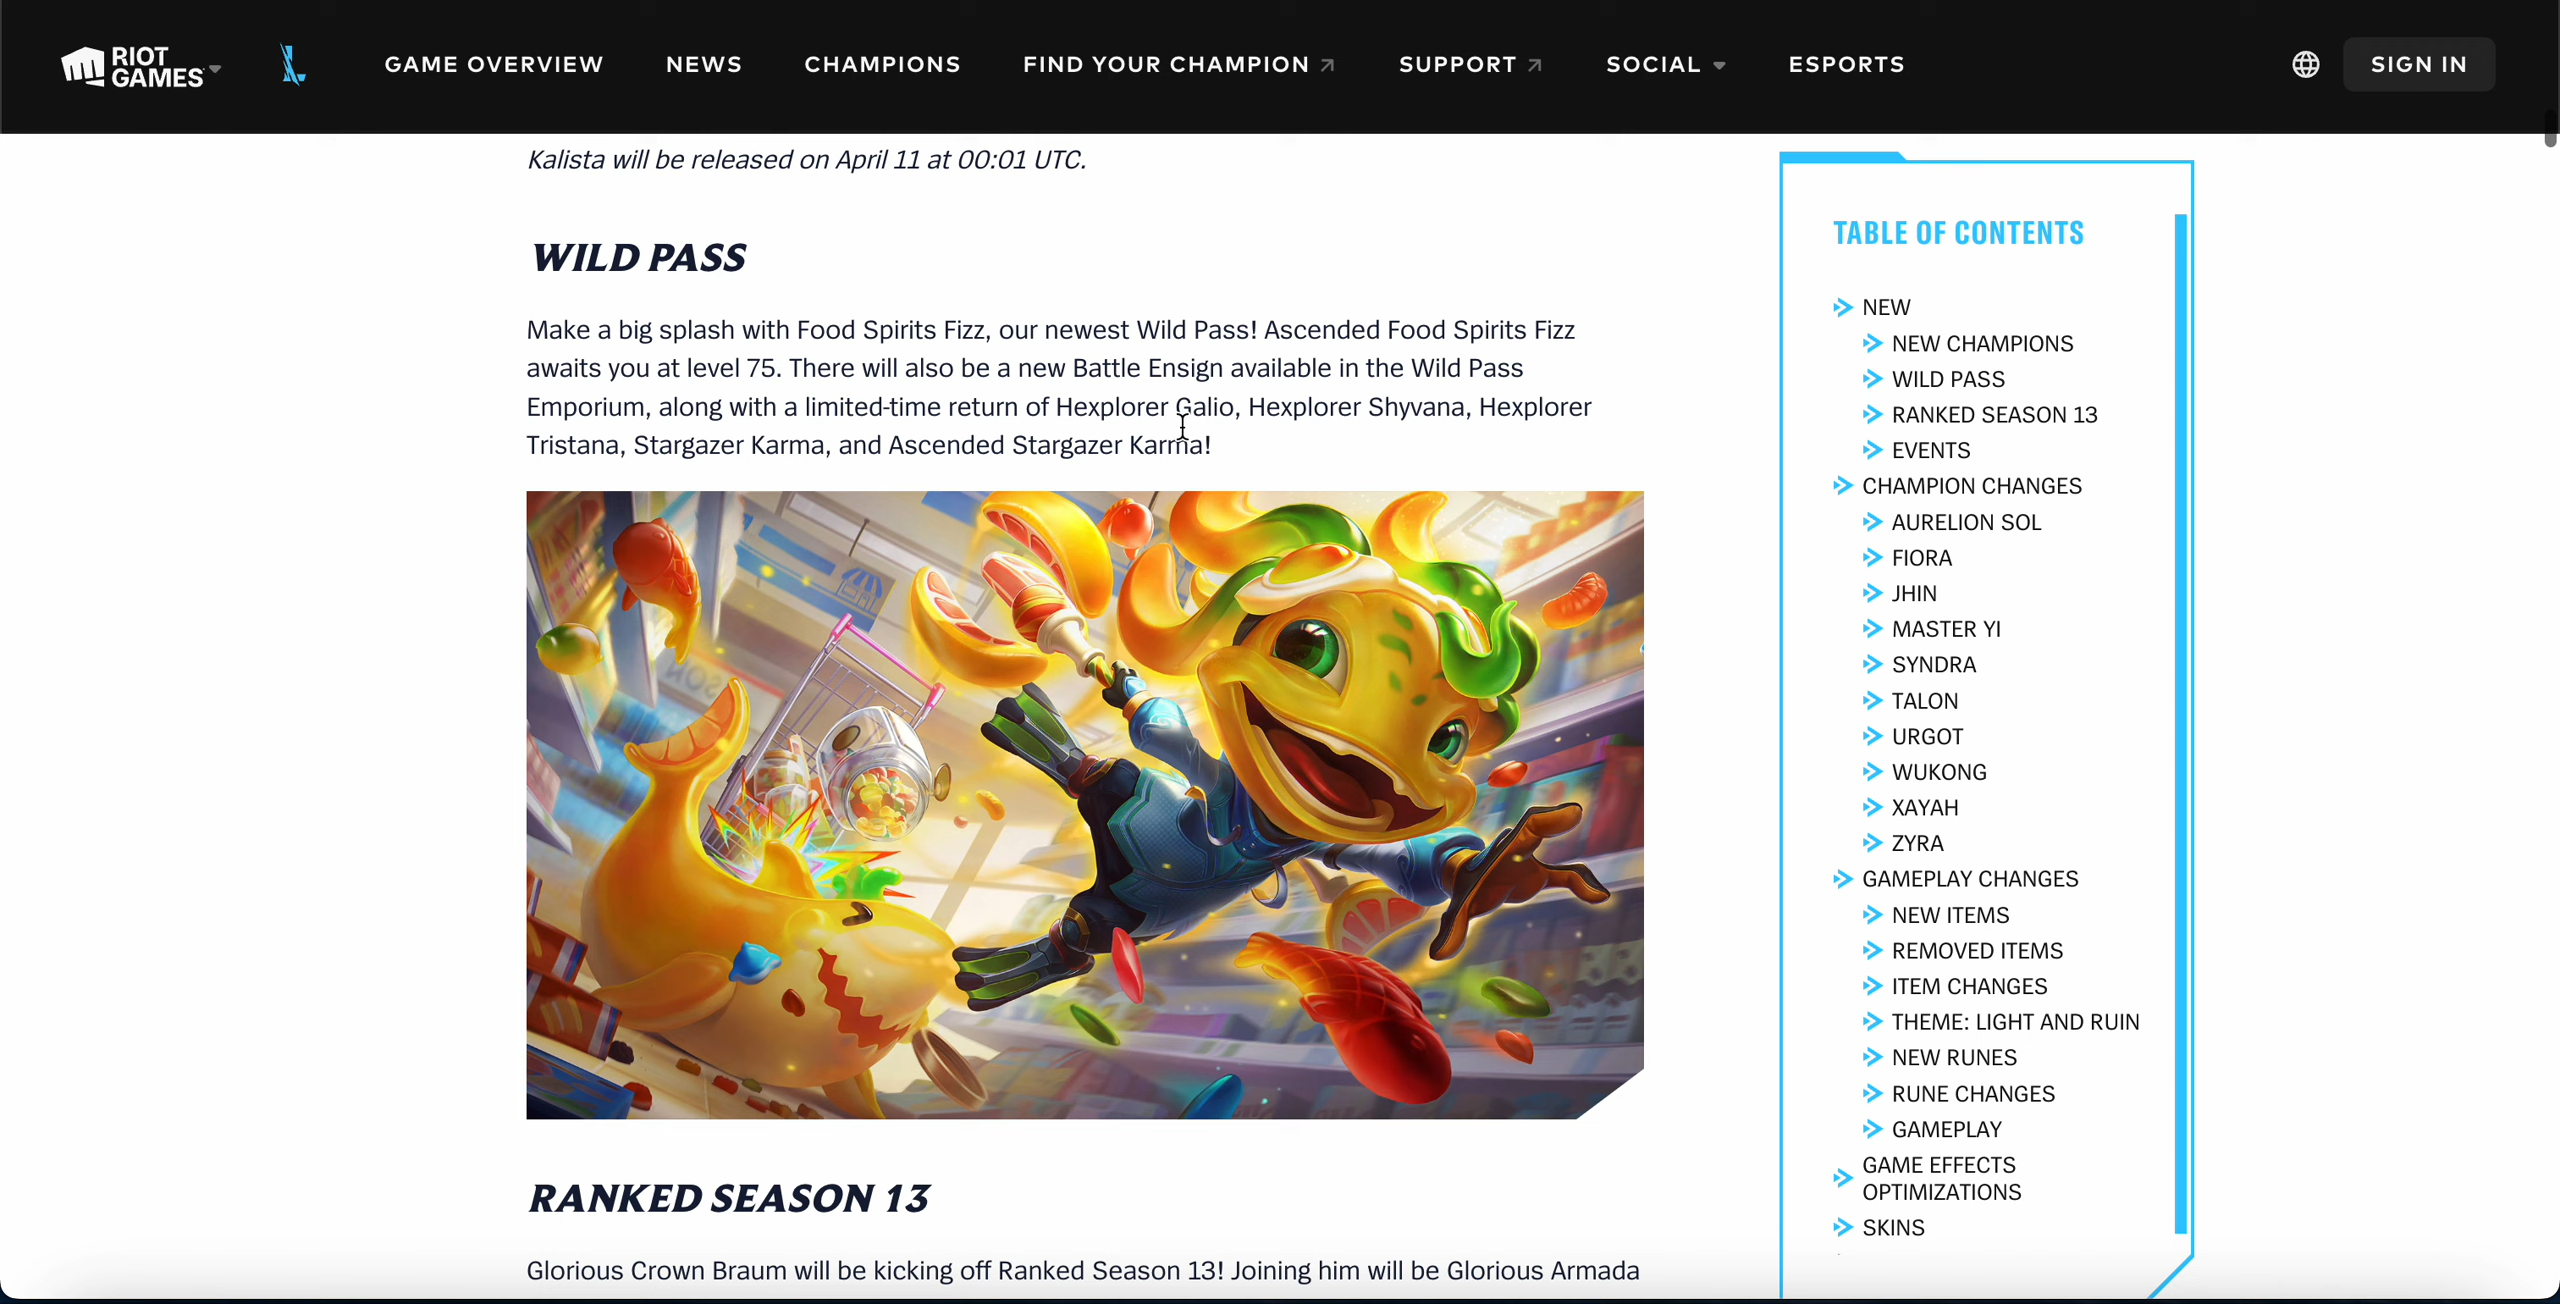 RIOT
GAMES
GAME OVERVIEW
NEWS
CHAMPIONS
FIND YOUR CHAMPION
SUPPORT
SOCIAL
ESPORTS
SIGN IN
Kalista will be released on April 11 at 00:01 UTC.
WILD PASS
Make a big splash with Food Spirits Fizz, our newest Wild Pass! Ascended Food Spirits Fizz
awaits you at level 75. There will also be a new Battle Ensign available in the Wild Pass
Emporium, along with a limited-time return of Hexplorer Galio, Hexplorer Shyvana, Hexplorer
Tristana, Stargazer Karma, and Ascended Stargazer Karma!
RANKED SEASON 13
Glorious Crown Braum will be kicking off Ranked Season 13! Joining him will be Glorious Armada
TABLE OF CONTENTS
NEW
NEW CHAMPIONS
WILD PASS
RANKED SEASON 13
EVENTS
CHAMPION CHANGES
AURELION SOL
FIORA
JHIN
MASTER YI
SYNDRA
TALON
URGOT
WUKONG
XAYAH
ZYRA
GAMEPLAY CHANGES
NEW ITEMS
REMOVED ITEMS
ITEM CHANGES
THEME: LIGHT AND RUIN
NEW RUNES
RUNE CHANGES
GAMEPLAY
GAME EFFECTS
OPTIMIZATIONS
SKINS